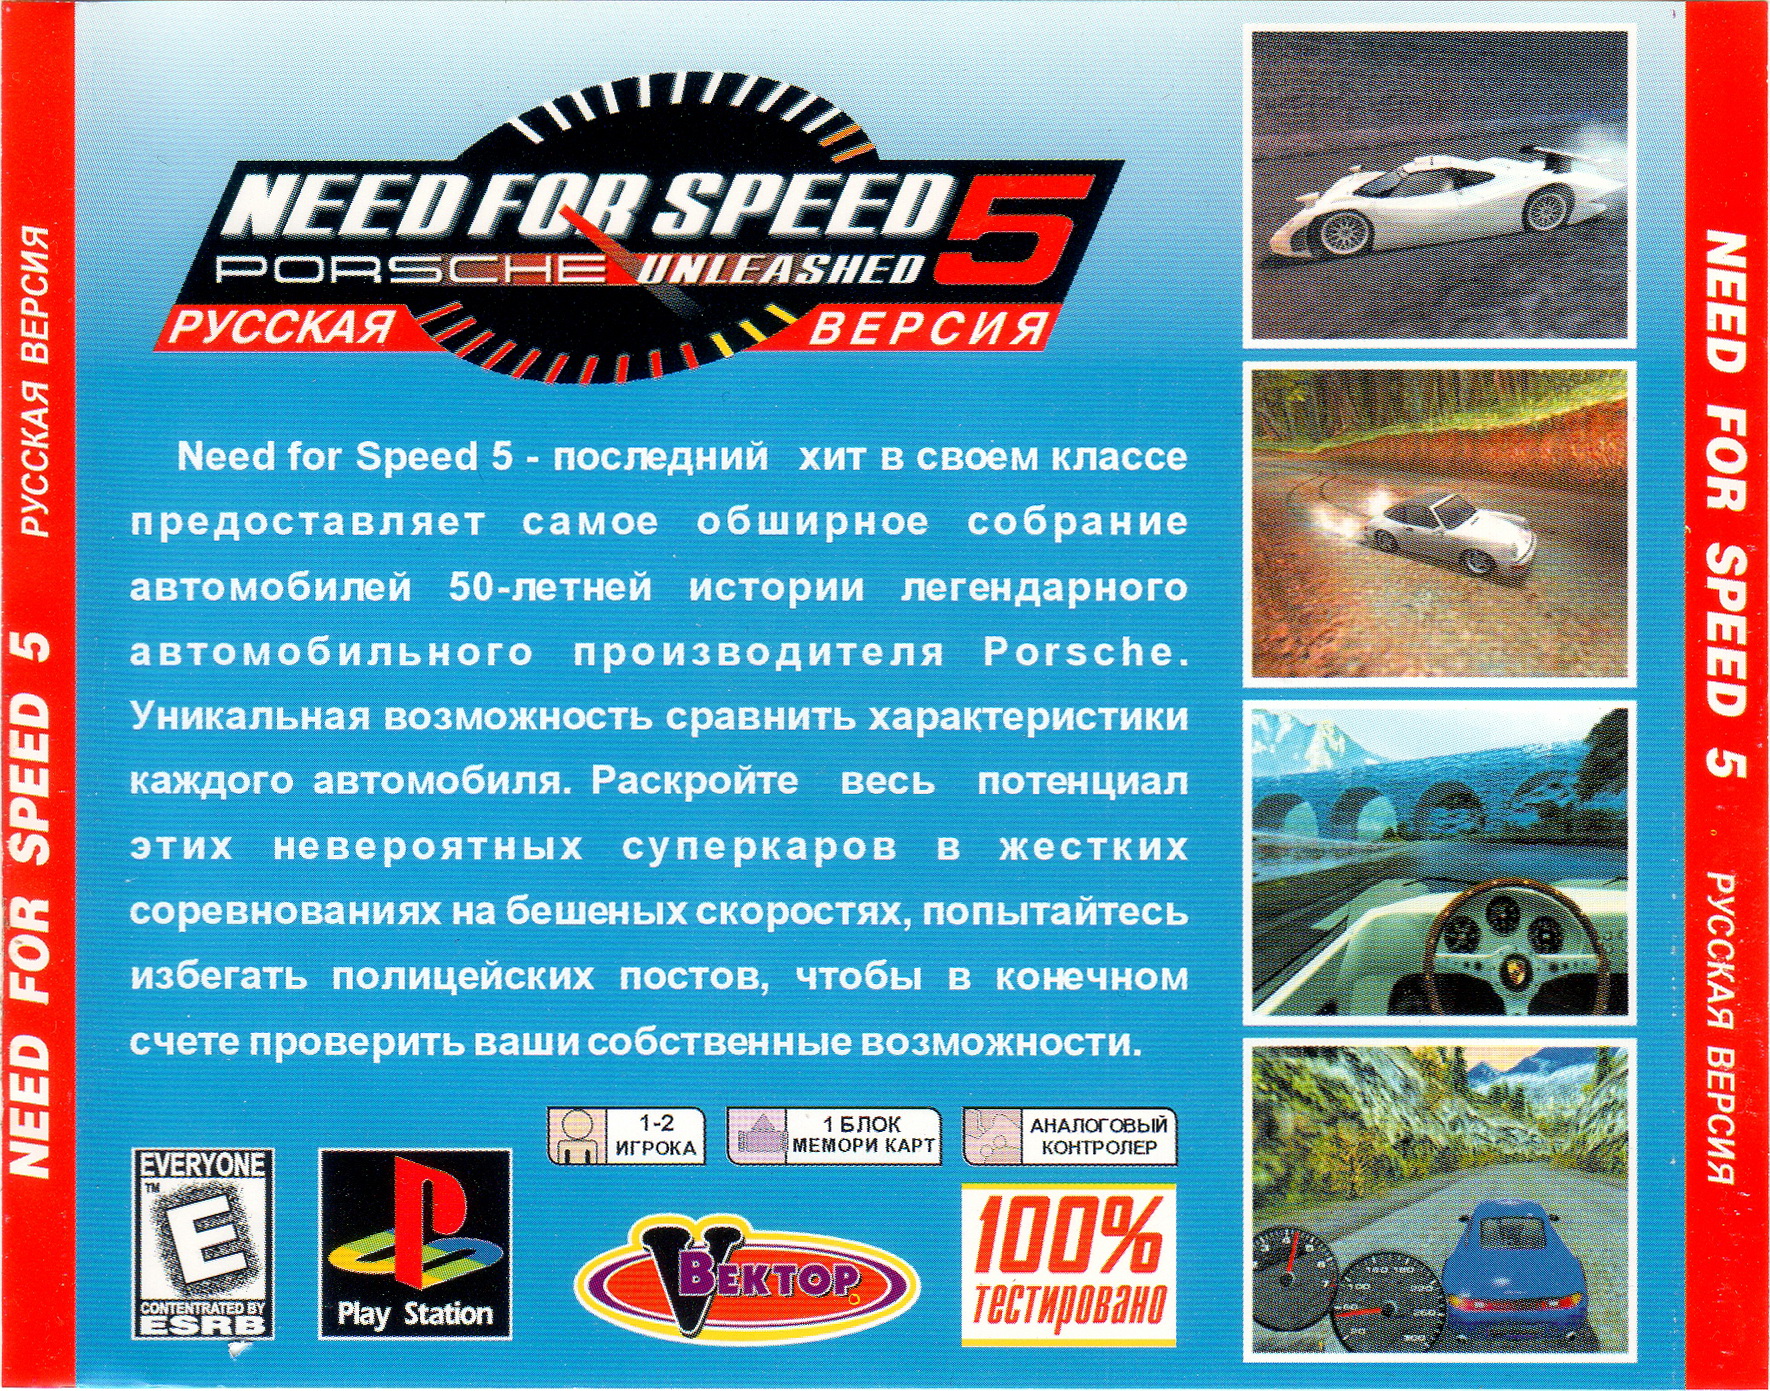 NEED FOR SPEED 5 РУССКАЯ ВЕРСИЯ
NEED FOR SPEED 5
PORSCHE UNLEASHED
РУССКАЯ ВЕРСИЯ
Need for Speed 5 - последний хит в своем классе
предоставляет самое обширное собрание
автомобилей 50-летней истории легендарного
автомобильного производителя Porsche.
Уникальная возможность сравнить характеристики
каждого автомобиля. Раскройте весь потенциал
этих невероятных суперкаров в жестких
соревнованиях на бешеных скоростях, попытайтесь
избегать полицейских постов, чтобы в конечном
счете проверить ваши собственные возможности.
1-2
ИГРОКА
1 БЛОК
МЕМОРИ КАРТ
АНАЛОГОВЫЙ
КОНТРОЛЕР
EVERYONE
TM
E
CONTENTRATED BY
ESRB
Play Station
V
ВЕКТОР
100%
тестировано
NEED FOR SPEED 5 РУССКАЯ ВЕРСИЯ